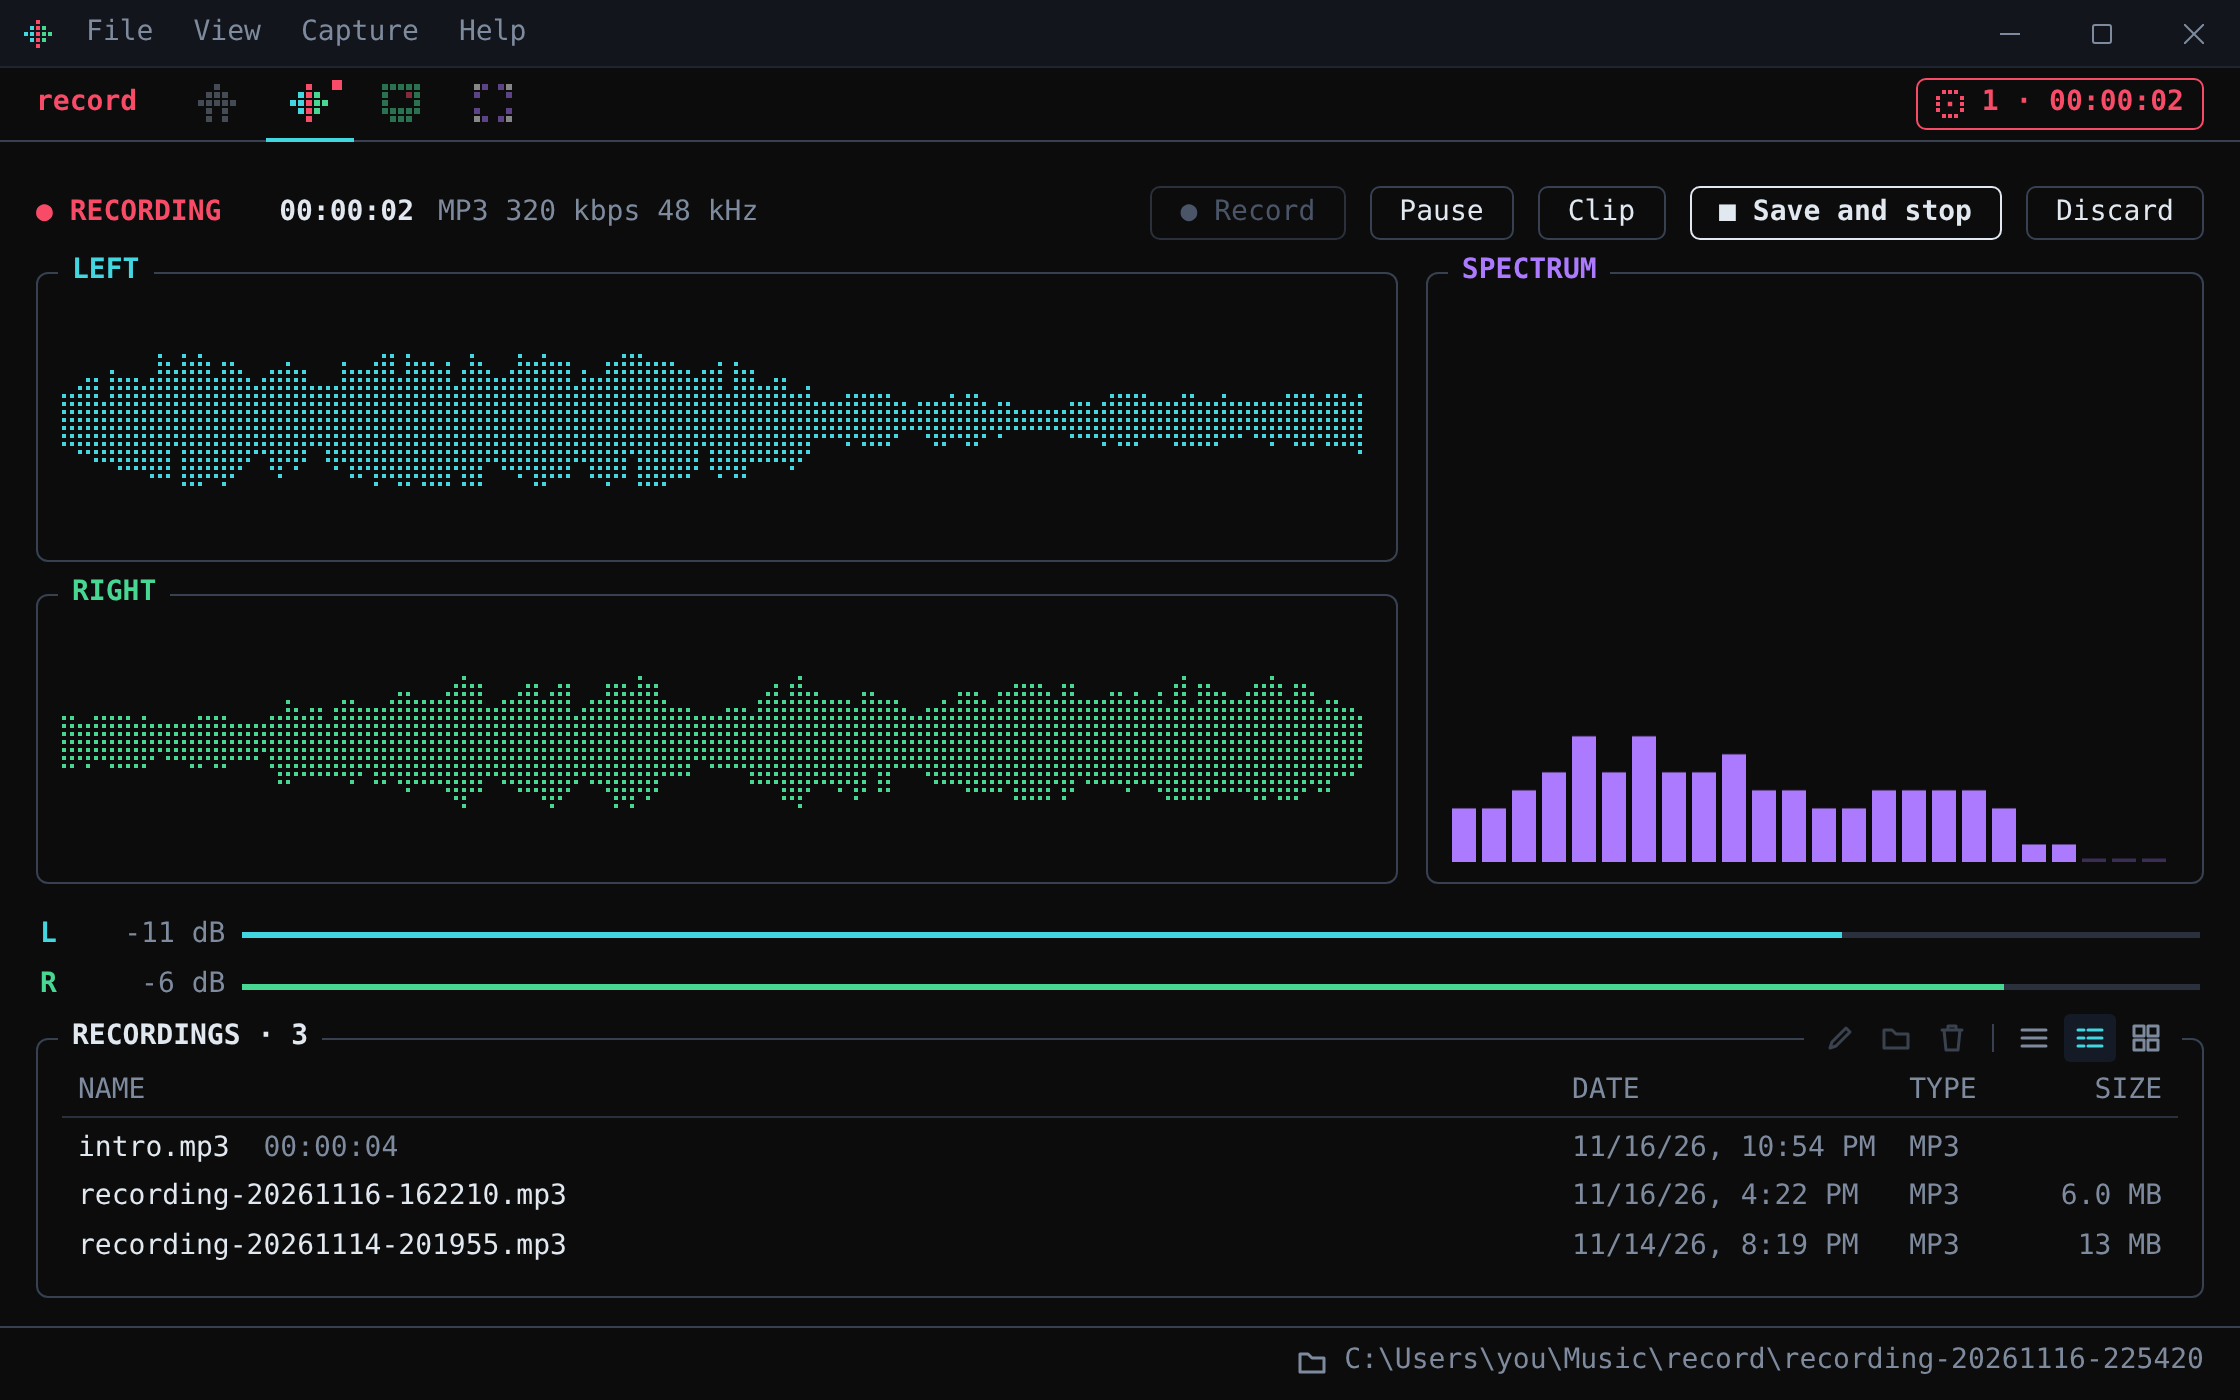 File View Capture Help
record
1 · 00:00:02
● RECORDING 00:00:02 MP3 320 kbps 48 kHz
● Record Pause Clip ■ Save and stop Discard
LEFT
SPECTRUM
RIGHT
L -11 dB
R -6 dB
RECORDINGS · 3
NAME DATE TYPE SIZE
intro.mp3 00:00:04 11/16/26, 10:54 PM MP3
recording-20261116-162210.mp3 11/16/26, 4:22 PM MP3 6.0 MB
recording-20261114-201955.mp3 11/14/26, 8:19 PM MP3 13 MB
C:\Users\you\Music\record\recording-20261116-225420